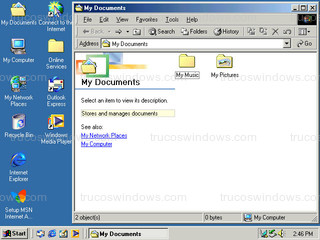 My Documents
File Edit View Favorites Tools Help
Back Search Folders History
Address My Documents Go
My Documents
Connect to the Internet
My Computer
Online Services
My Network Places
Outlook Express
Recycle Bin
Windows Media Player
Internet Explorer
Setup MSN Internet A...
My Documents
Select an item to view its description.
Stores and manages documents
See also:
My Network Places
My Computer
My Music
My Pictures
trucoswindows.com
trucoswindows.com
trucoswindows.com
trucoswindows.com
2 object(s) 0 bytes My Computer
Start My Documents 2:46 PM